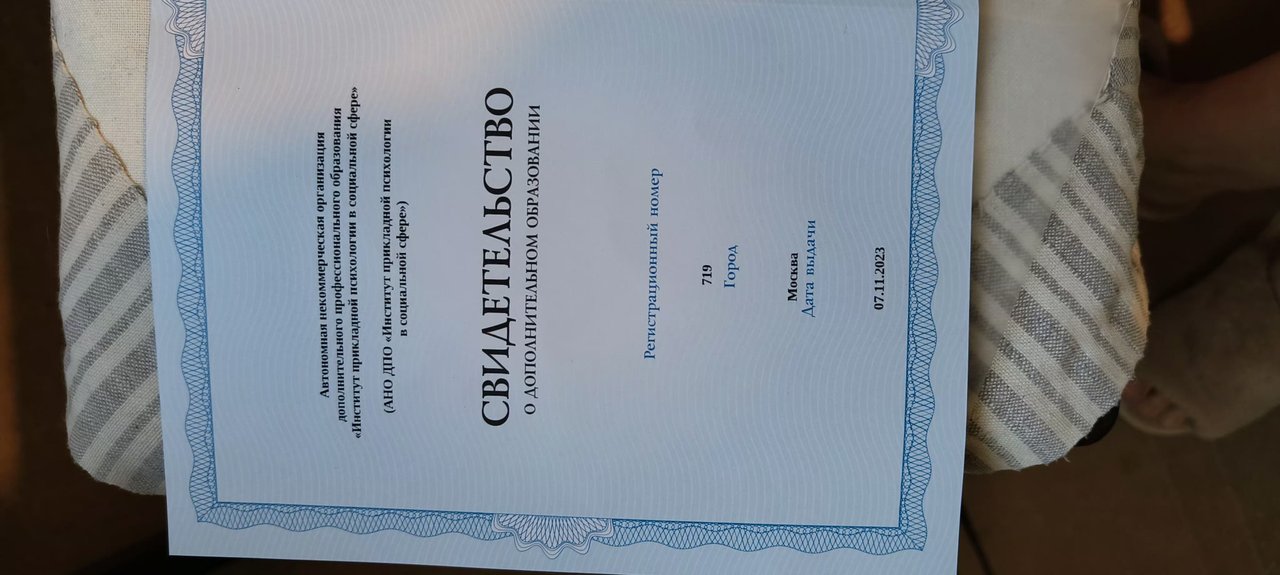 Автономная некоммерческая организация
дополнительного профессионального образования
«Институт прикладной психологии в социальной сфере»
(АНО ДПО «Институт прикладной психологии
в социальной сфере»)
СВИДЕТЕЛЬСТВО
О ДОПОЛНИТЕЛЬНОМ ОБРАЗОВАНИИ
Регистрационный номер
719
Город
Москва
Дата выдачи
07.11.2023